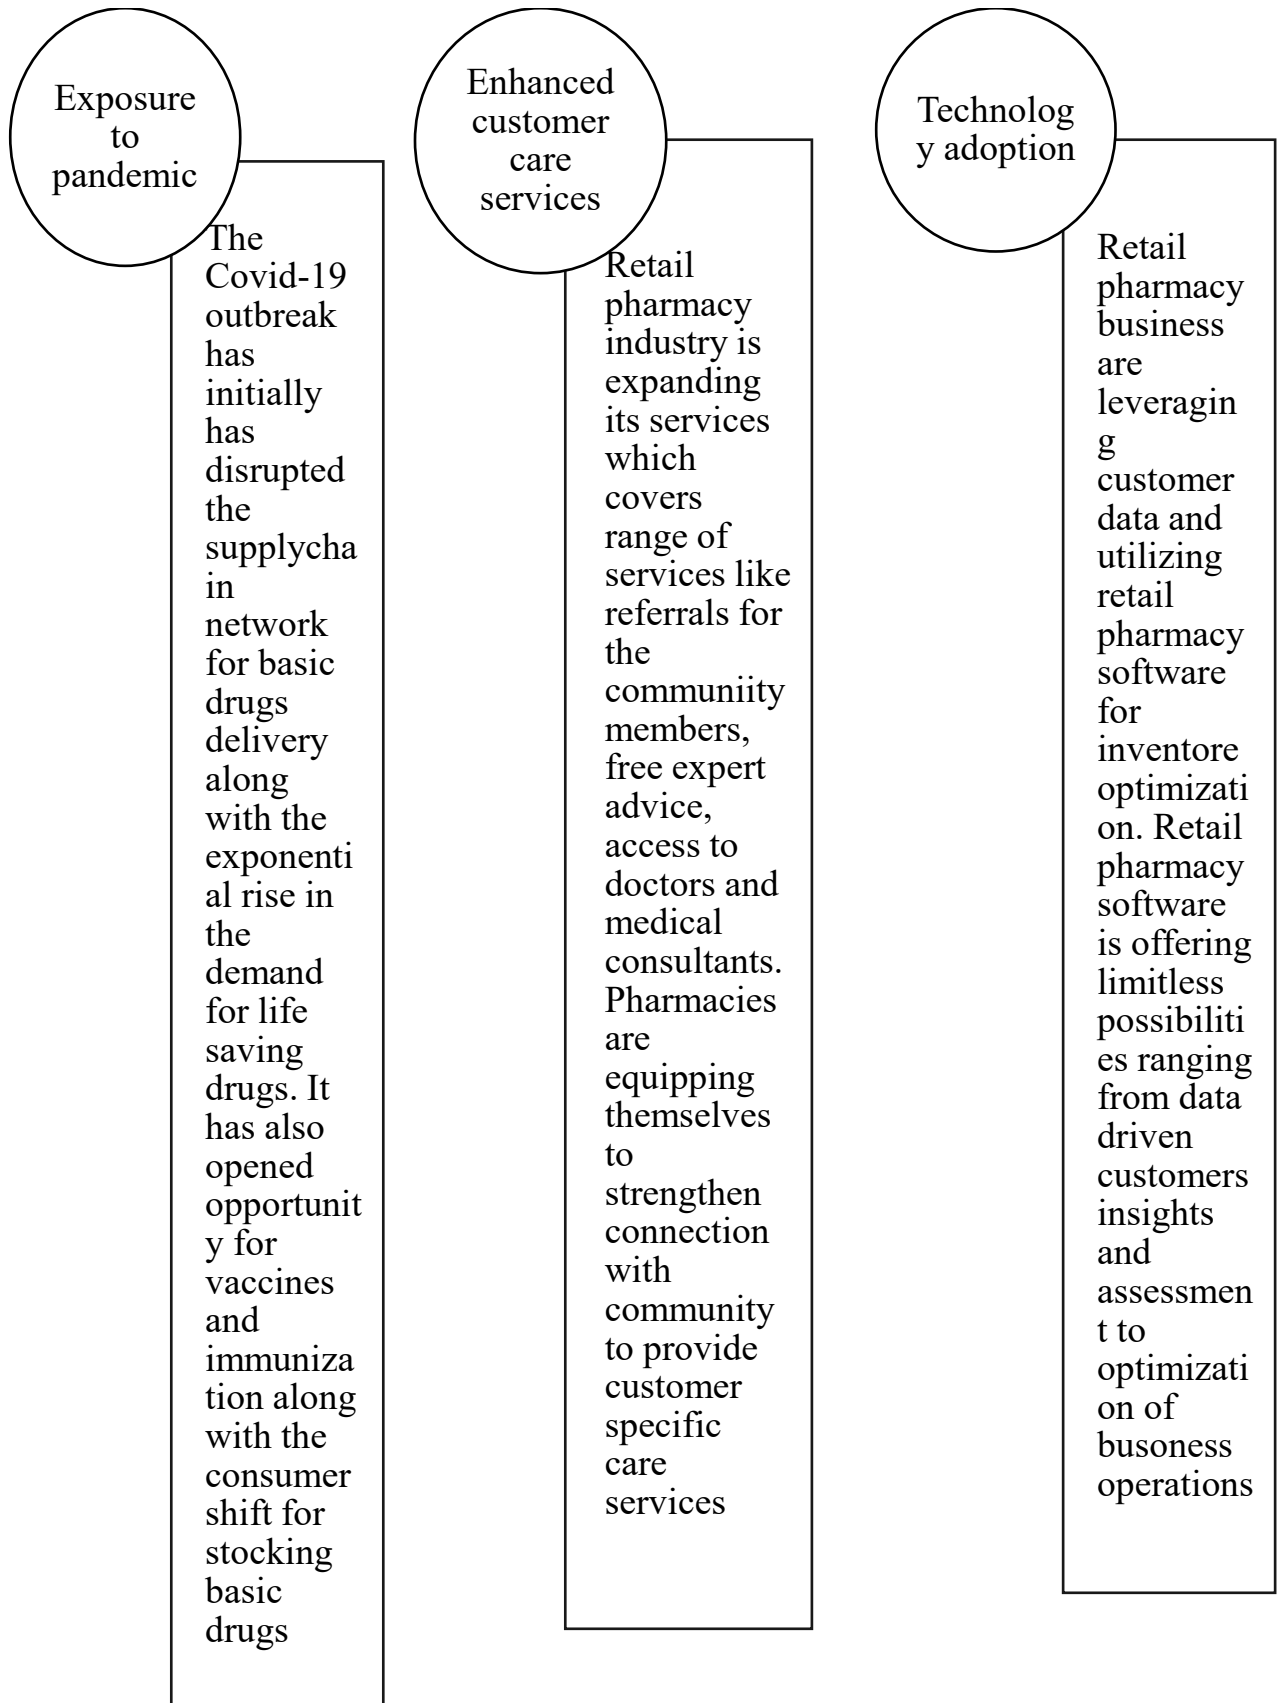 Exposure
to
pandemic
The
Covid-19
outbreak
has
initially
has
disrupted
the
supplycha
in
network
for basic
drugs
delivery
along
with the
exponenti
al rise in
the
demand
for life
saving
drugs. It
has also
opened
opportunit
y for
vaccines
and
immuniza
tion along
with the
consumer
shift for
stocking
basic
drugs
Enhanced
customer
care
services
Retail
pharmacy
industry is
expanding
its services
which
covers
range of
services like
referrals for
the
communiity
members,
free expert
advice,
access to
doctors and
medical
consultants.
Pharmacies
are
equipping
themselves
to
strengthen
connection
with
community
to provide
customer
specific
care
services
Technolog
y adoption
Retail
pharmacy
business
are
leveragin
g
customer
data and
utilizing
retail
pharmacy
software
for
inventore
optimizati
on. Retail
pharmacy
software
is offering
limitless
possibiliti
es ranging
from data
driven
customers
insights
and
assessmen
t to
optimizati
on of
busoness
operations